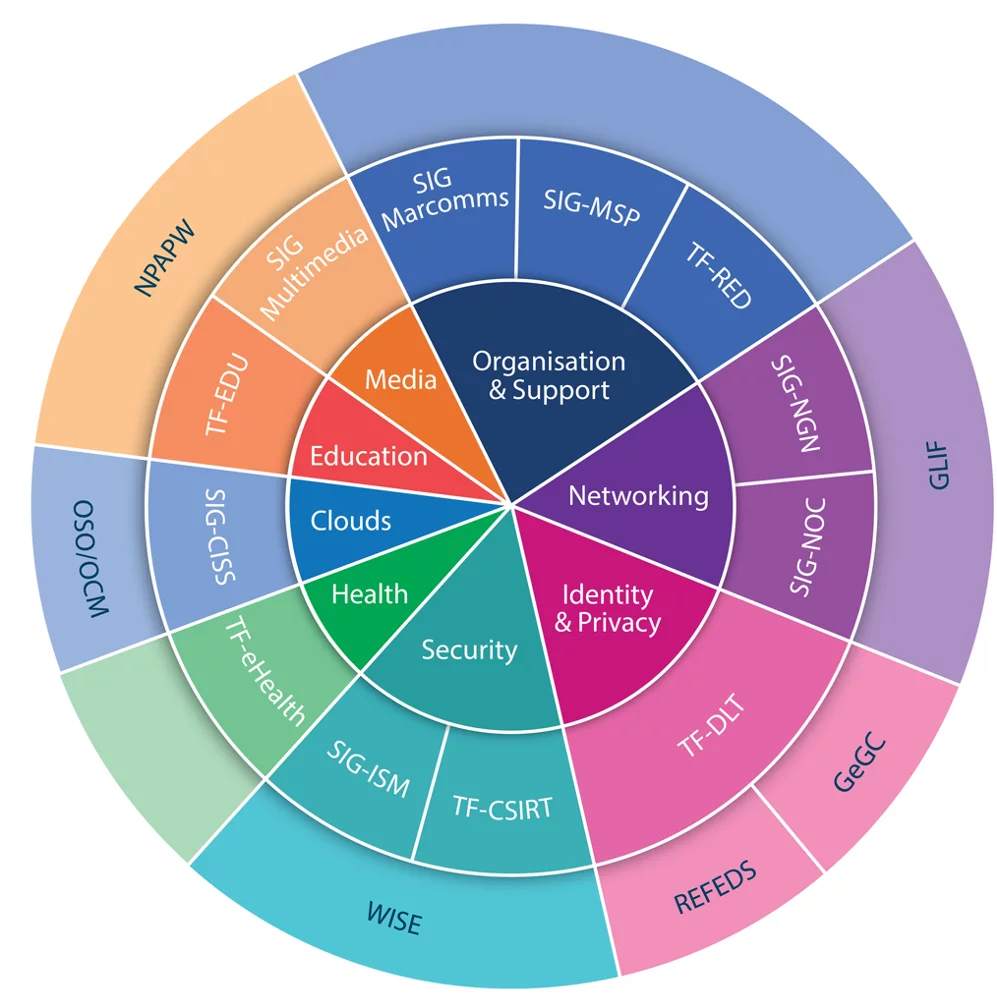 SIG
Marcomms
SIG-MSP
TF-RED
SIG
Multimedia
NPAPW
TF-EDU
Media
Organisation
& Support
SIG-NGN
GLIF
Education
Networking
Clouds
SIG-CISS
OSO/OCM
SIG-NOC
Health
Identity
& Privacy
Security
TF-eHealth
TF-DLT
GeGC
SIG-ISM
TF-CSIRT
REFEDS
WISE